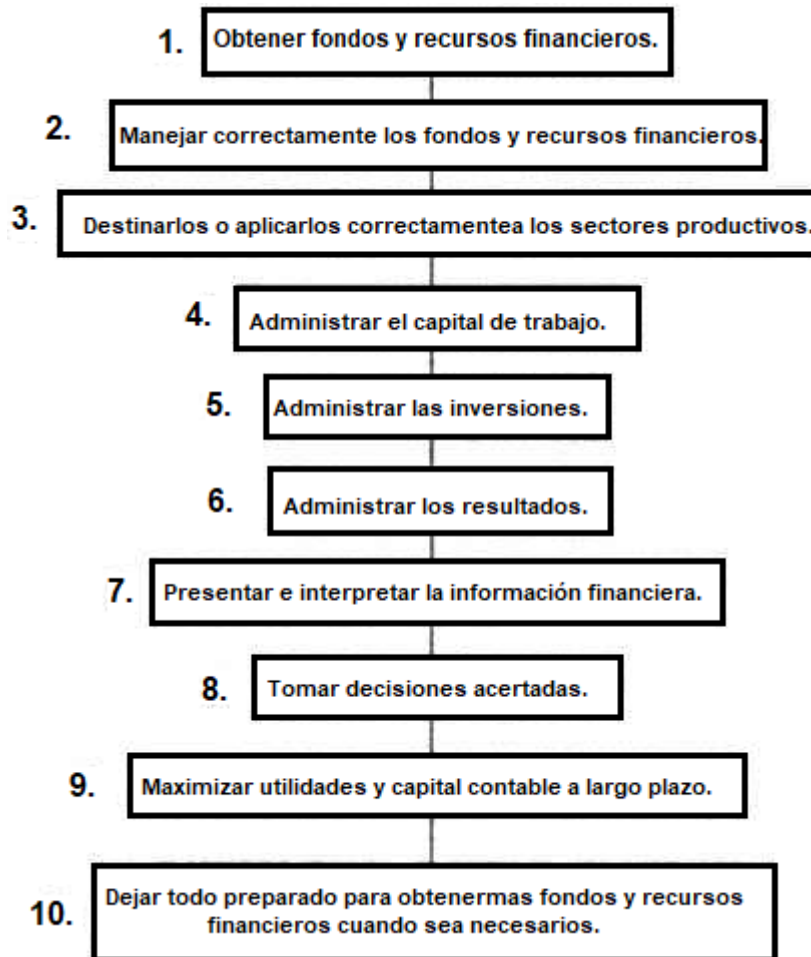 1. Obtener fondos y recursos financieros.
2. Manejar correctamente los fondos y recursos financieros.
3. Destinarlos o aplicarlos correctamentea los sectores productivos.
4. Administrar el capital de trabajo.
5. Administrar las inversiones.
6. Administrar los resultados.
7. Presentar e interpretar la información financiera.
8. Tomar decisiones acertadas.
9. Maximizar utilidades y capital contable a largo plazo.
10. Dejar todo preparado para obtenermas fondos y recursos
financieros cuando sea necesarios.